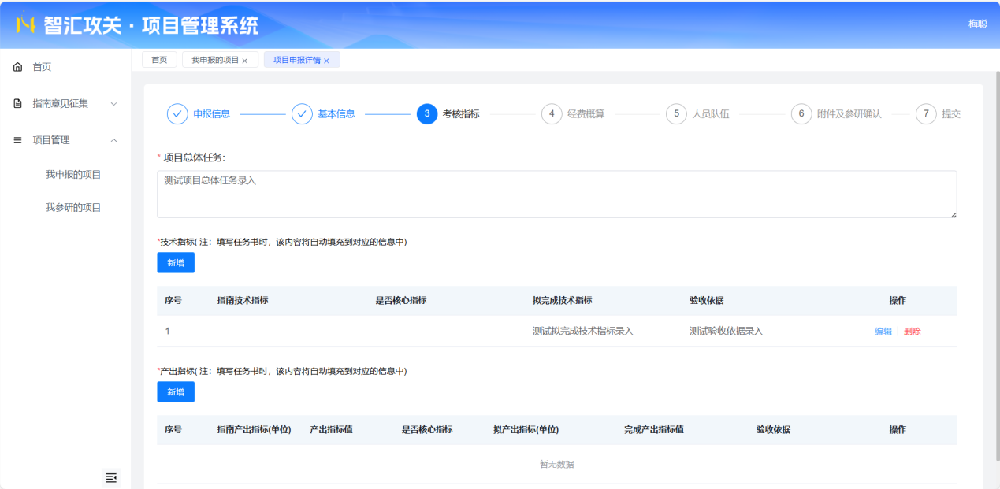 智汇攻关·项目管理系统
梅聪
首页
指南意见征集
项目管理
我申报的项目
我参研的项目
首页 我申报的项目 × 项目申报详情 ×
申报信息 基本信息 3 考核指标 4 经费概算 5 人员队伍 6 附件及参研确认 7 提交
* 项目总体任务:
测试项目总体任务录入
*技术指标( 注：填写任务书时，该内容将自动填充到对应的信息中)
新增
序号 指南技术指标 是否核心指标 拟完成技术指标 验收依据 操作
1 测试拟完成技术指标录入 测试验收依据录入 编辑 删除
*产出指标( 注：填写任务书时，该内容将自动填充到对应的信息中)
新增
序号 指南产出指标(单位) 产出指标值 是否核心指标 拟产出指标(单位) 完成产出指标值 验收依据 操作
暂无数据